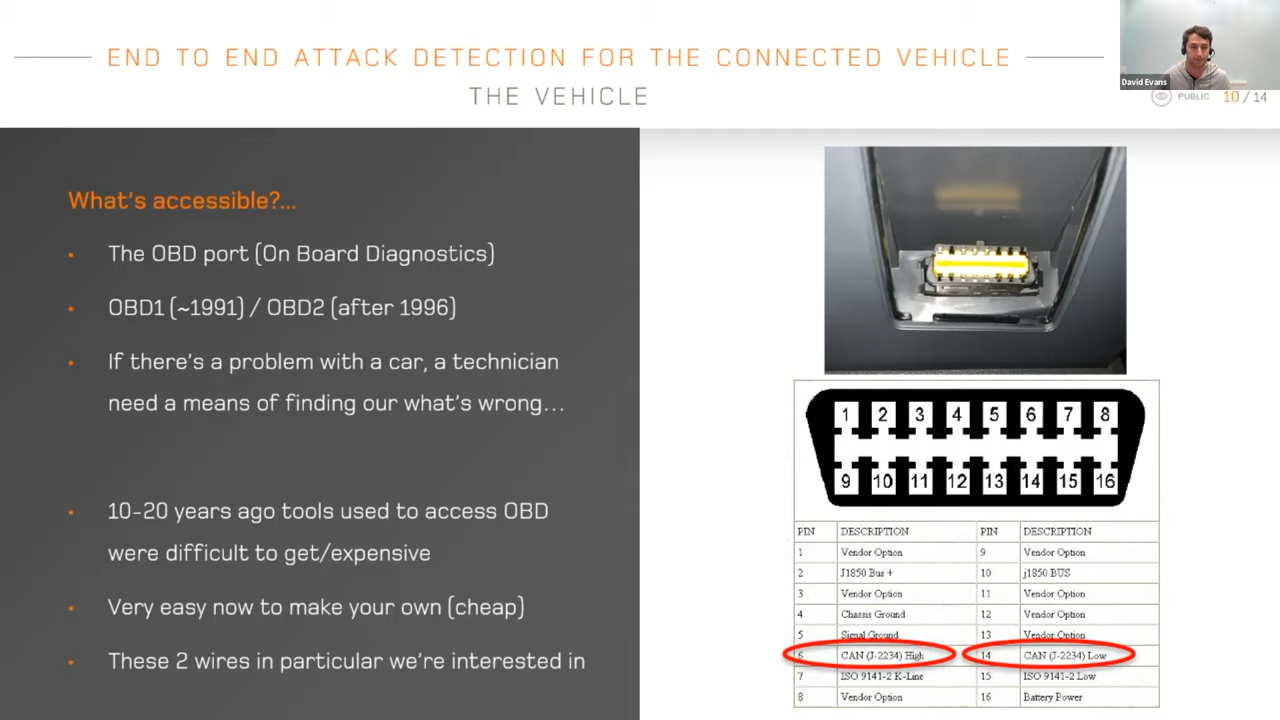 END TO END ATTACK DETECTION FOR THE CONNECTED VEHICLE
THE VEHICLE
David Evans
PUBLIC 10 / 14
What's accessible?...
• The OBD port (On Board Diagnostics)
• OBD1 (~1991) / OBD2 (after 1996)
• If there's a problem with a car, a technician
need a means of finding our what's wrong...
• 10-20 years ago tools used to access OBD
were difficult to get/expensive
• Very easy now to make your own (cheap)
• These 2 wires in particular we're interested in
1 2 3 4 5 6 7 8
9 10 11 12 13 14 15 16
PIN DESCRIPTION PIN DESCRIPTION
1 Vendor Option 9 Vendor Option
2 J1850 Bus + 10 j1850 BUS
3 Vendor Option 11 Vendor Option
4 Chassis Ground 12 Vendor Option
5 Signal Ground 13 Vendor Option
6 CAN (J-2234) High 14 CAN (J-2234) Low
7 ISO 9141-2 K-Line 15 ISO 9141-2 Low
8 Vendor Option 16 Battery Power